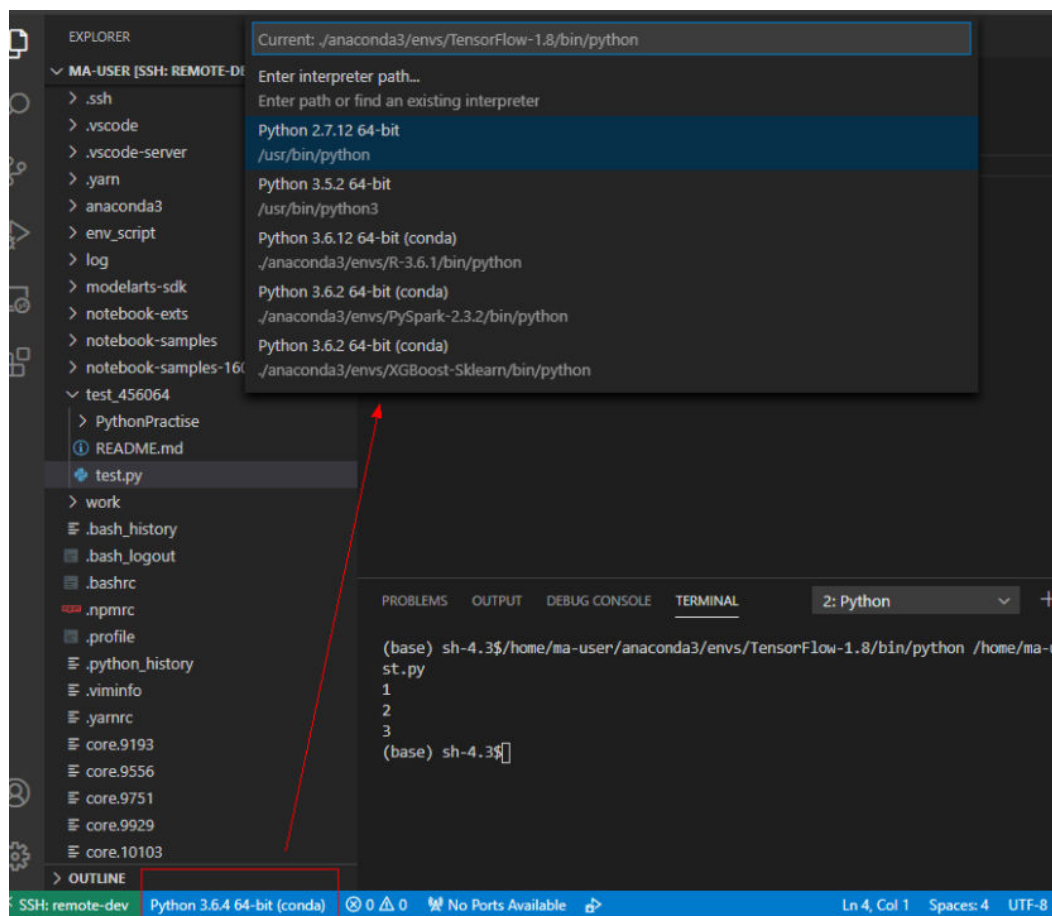 EXPLORER
MA-USER [SSH: REMOTE-DE
.ssh
.vscode
.vscode-server
.yarn
anaconda3
env_script
log
modelarts-sdk
notebook-exts
notebook-samples
notebook-samples-160
test_456064
PythonPractise
README.md
test.py
work
.bash_history
.bash_logout
.bashrc
.npmrc
.profile
.python_history
.viminfo
.yarnrc
core.9193
core.9556
core.9751
core.9929
core.10103
OUTLINE
Current: ./anaconda3/envs/TensorFlow-1.8/bin/python
Enter interpreter path...
Enter path or find an existing interpreter
Python 2.7.12 64-bit
/usr/bin/python
Python 3.5.2 64-bit
/usr/bin/python3
Python 3.6.12 64-bit (conda)
./anaconda3/envs/R-3.6.1/bin/python
Python 3.6.2 64-bit (conda)
./anaconda3/envs/PySpark-2.3.2/bin/python
Python 3.6.2 64-bit (conda)
./anaconda3/envs/XGBoost-Sklearn/bin/python
PROBLEMS OUTPUT DEBUG CONSOLE TERMINAL 2: Python
(base) sh-4.3$/home/ma-user/anaconda3/envs/TensorFlow-1.8/bin/python /home/ma-u
st.py
1
2
3
(base) sh-4.3$
SSH: remote-dev Python 3.6.4 64-bit (conda) 0 0 No Ports Available Ln 4, Col 1 Spaces: 4 UTF-8